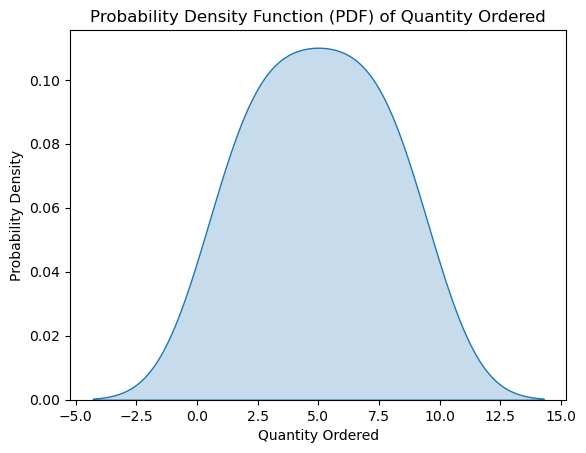 Probability Density Function (PDF) of Quantity Ordered
0.10
0.08
0.06
0.04
0.02
0.00
Probability Density
−5.0 −2.5 0.0 2.5 5.0 7.5 10.0 12.5 15.0
Quantity Ordered